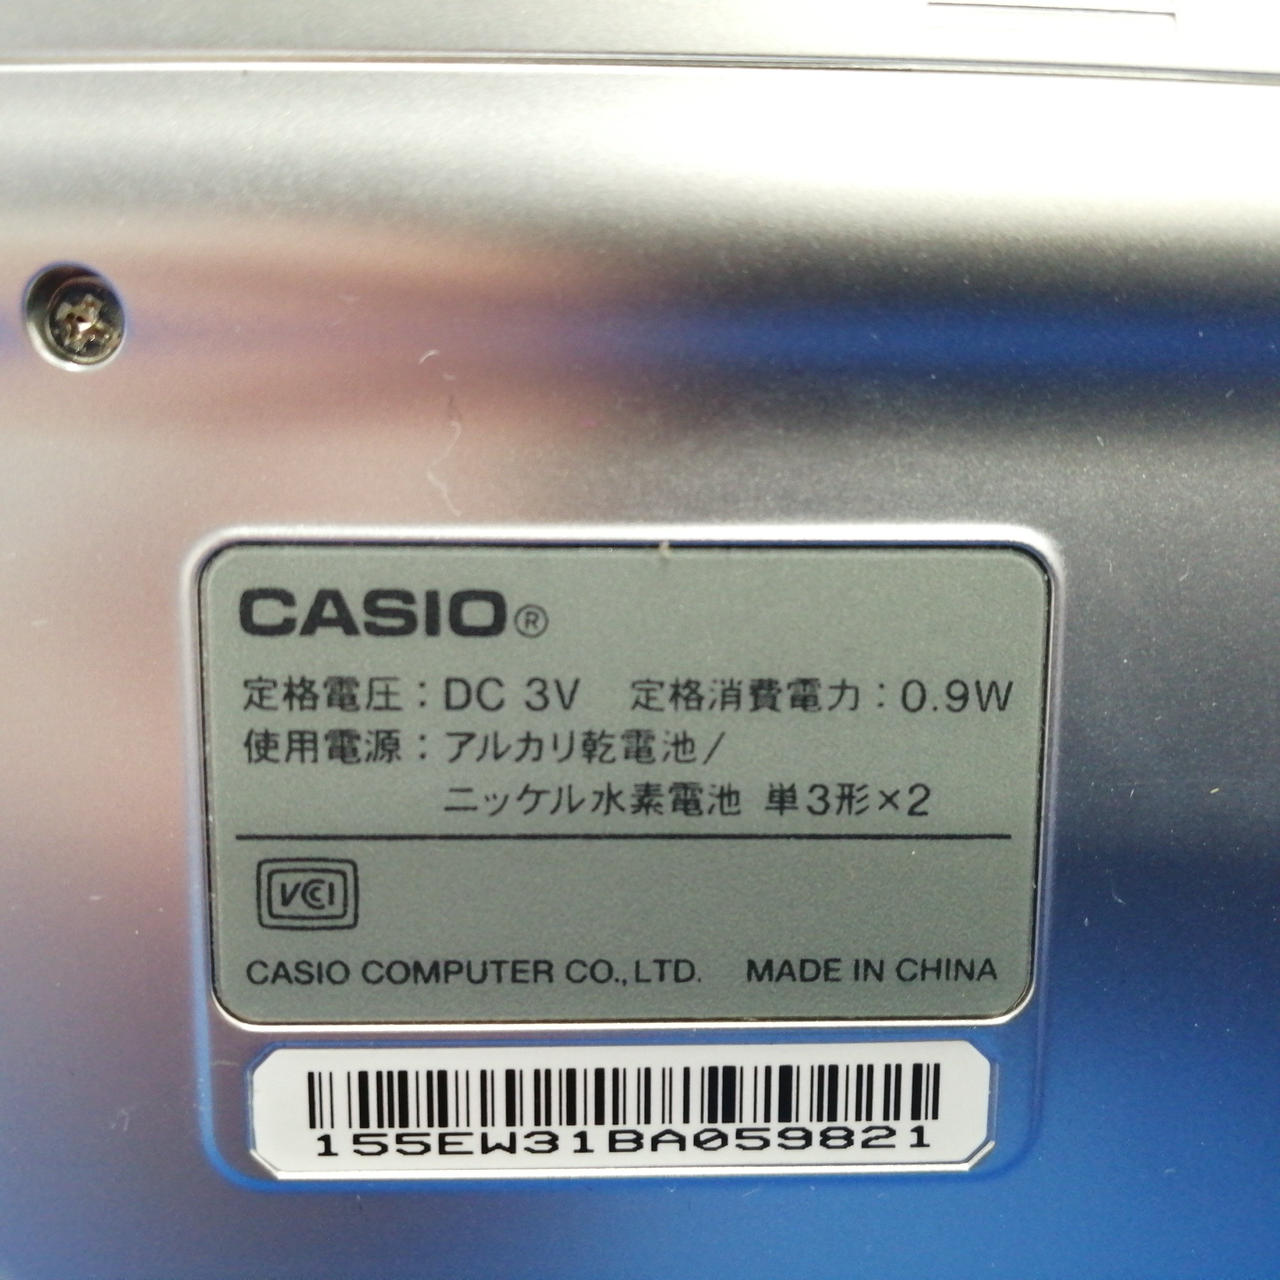 CASIO®
定格電圧：DC 3V 定格消費電力：0.9W
使用電源：アルカリ乾電池/
ニッケル水素電池 単3形×2
VCCI
CASIO COMPUTER CO.,LTD. MADE IN CHINA
155EW31BA059821